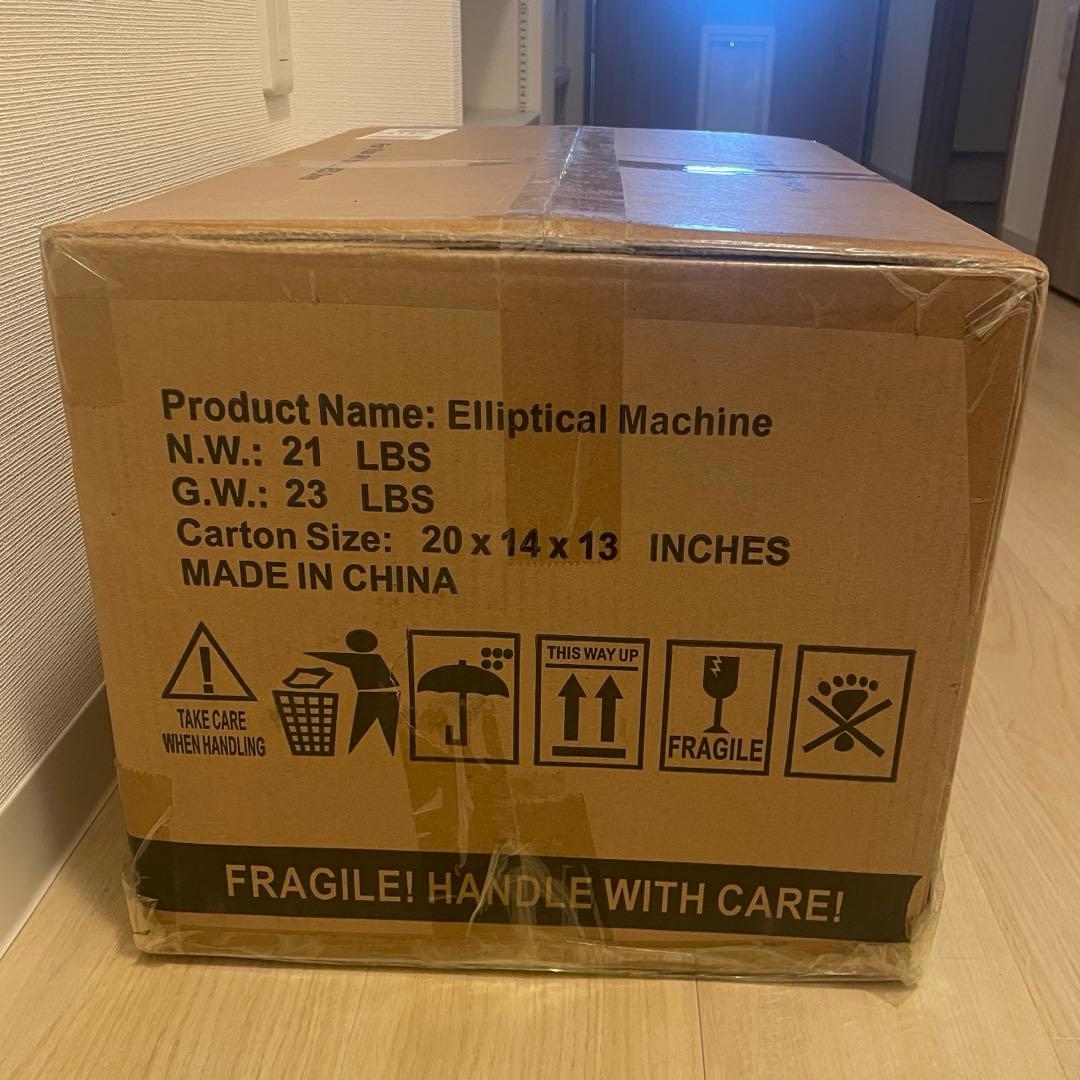 Product Name: Elliptical Machine
N.W.: 21 LBS
G.W.: 23 LBS
Carton Size: 20 x 14 x 13 INCHES
MADE IN CHINA
TAKE CARE
WHEN HANDLING
THIS WAY UP
FRAGILE
FRAGILE! HANDLE WITH CARE!